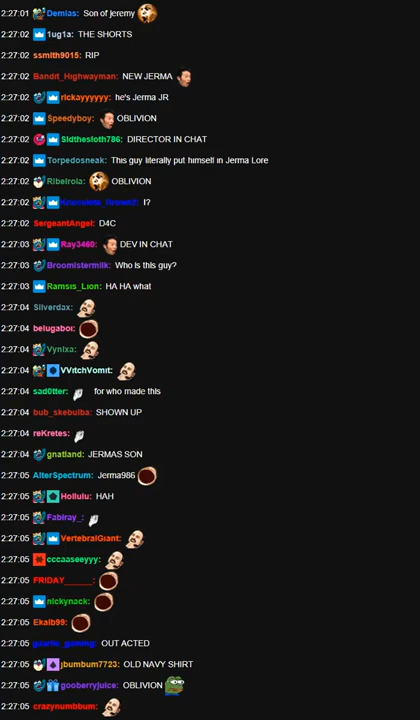 2:27:01 Demias: Son of jeremy
2:27:02 1ug1a: THE SHORTS
2:27:02 ssmith9015: RIP
2:27:02 Bandit_Highwayman: NEW JERMA
2:27:02 rickayyyyyy: he's Jerma JR
2:27:02 Speedyboy: OBLIVION
2:27:02 Sidthesloth786: DIRECTOR IN CHAT
2:27:02 Torpedosneak: This guy literally put himself in Jerma Lore
2:27:02 Ribelrola: OBLIVION
2:27:02 I?
2:27:02 SergeantAngel: D4C
2:27:03 Ray3460: DEV IN CHAT
2:27:03 Broomistermilk: Who is this guy?
2:27:03 Ramsis_Lion: HA HA what
2:27:04 Silverdax:
2:27:04 belugaboi:
2:27:04 Vynixa:
2:27:04 VVitchVomit:
2:27:04 sad0tter: for who made this
2:27:04 bub_skebulba: SHOWN UP
2:27:04 reKretes:
2:27:04 gnatland: JERMAS SON
2:27:05 AlterSpectrum: Jerma986
2:27:05 Hollulu: HAH
2:27:05 Fabiray_:
2:27:05 VertebralGiant:
2:27:05 cccaaseeyyy:
2:27:05 FR!DAY______:
2:27:05 nickynack:
2:27:05 Ekalb99:
2:27:05 OUT ACTED
2:27:05 jbumbum7723: OLD NAVY SHIRT
2:27:05 gooberryjuice: OBLIVION
2:27:05 crazynumbbum: